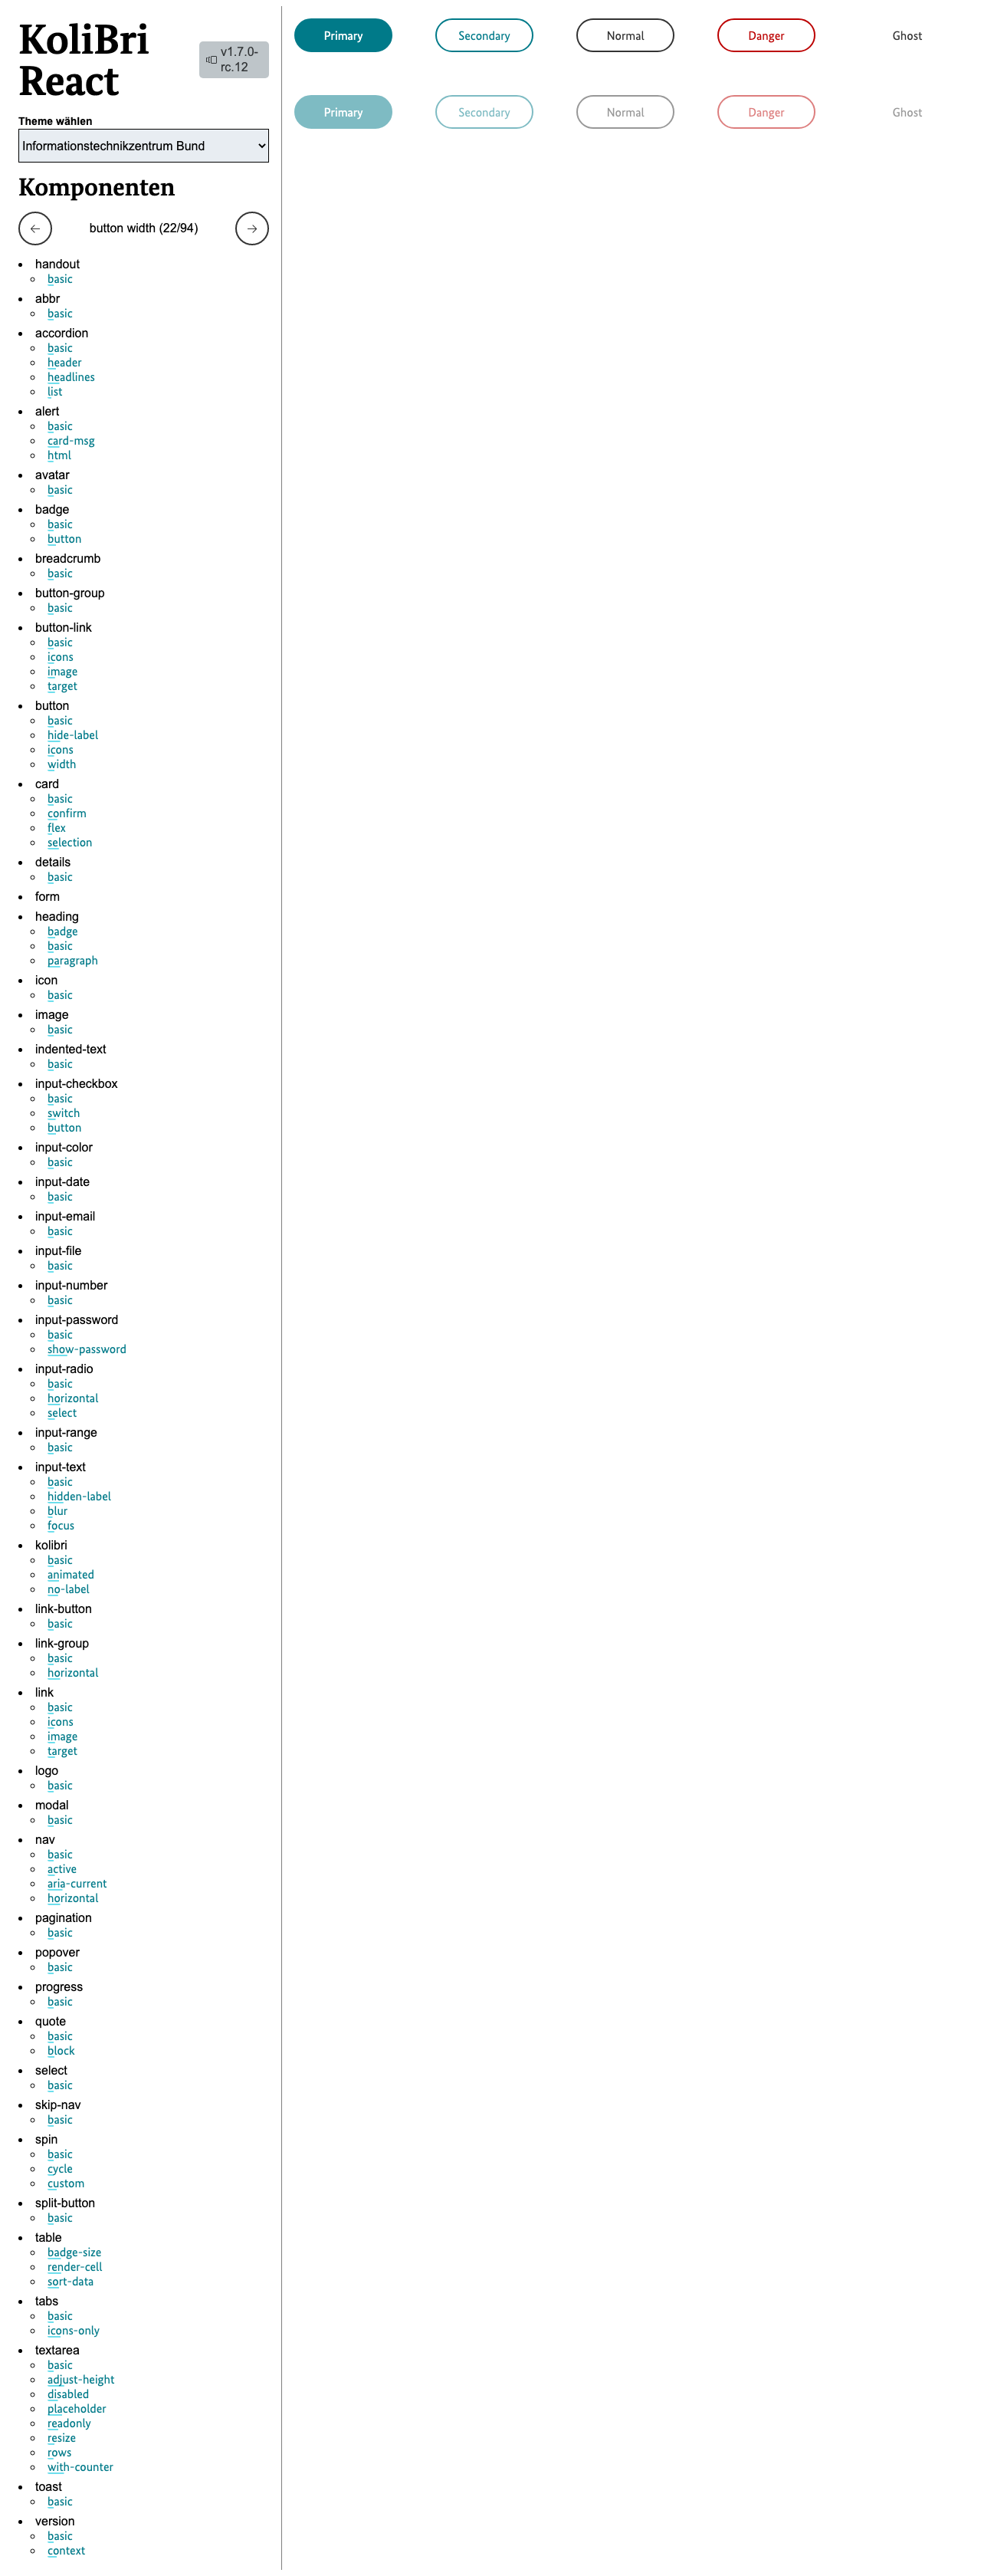 KoliBri
React
v1.7.0-
rc.12
Theme wählen
Informationstechnikzentrum Bund
Komponenten
button width (22/94)
handout
basic
abbr
basic
accordion
basic
header
headlines
list
alert
basic
card-msg
html
avatar
basic
badge
basic
button
breadcrumb
basic
button-group
basic
button-link
basic
icons
image
target
button
basic
hide-label
icons
width
card
basic
confirm
flex
selection
details
basic
form
heading
badge
basic
paragraph
icon
basic
image
basic
indented-text
basic
input-checkbox
basic
switch
button
input-color
basic
input-date
basic
input-email
basic
input-file
basic
input-number
basic
input-password
basic
show-password
input-radio
basic
horizontal
select
input-range
basic
input-text
basic
hidden-label
blur
focus
kolibri
basic
animated
no-label
link-button
basic
link-group
basic
horizontal
link
basic
icons
image
target
logo
basic
modal
basic
nav
basic
active
aria-current
horizontal
pagination
basic
popover
basic
progress
basic
quote
basic
block
select
basic
skip-nav
basic
spin
basic
cycle
custom
split-button
basic
table
badge-size
render-cell
sort-data
tabs
basic
icons-only
textarea
basic
adjust-height
disabled
placeholder
readonly
resize
rows
with-counter
toast
basic
version
basic
context
Primary Secondary Normal Danger Ghost
Primary Secondary Normal Danger Ghost